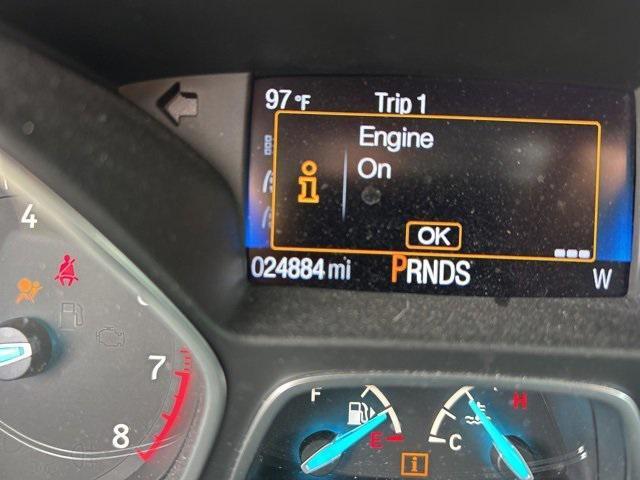 97°F Trip 1
Engine
On
i
OK
024884 mi PRNDS W
4
7
8
F
E
H
C
i